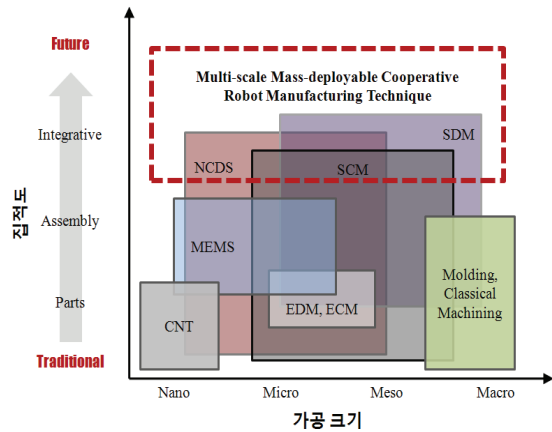 Future
Multi-scale Mass-deployable Cooperative
Robot Manufacturing Technique
Integrative
SDM
NCDS
SCM
집적도
Assembly
MEMS
Molding,
Classical
Machining
Parts
EDM, ECM
CNT
Traditional
Nano
Micro
Meso
Macro
가공 크기